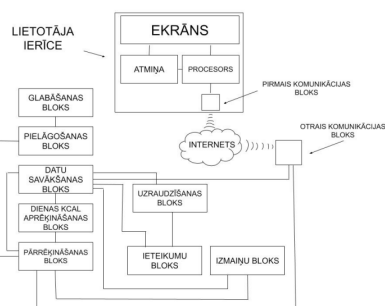 LIETOTĀJA
IERĪCE
EKRĀNS
ATMIŅA
PROCESORS
PIRMAIS KOMUNIKĀCIJAS
BLOKS
GLABĀŠANAS
BLOKS
OTRAIS KOMUNIKĀCIJAS
BLOKS
PIELĀGOŠANAS
BLOKS
INTERNETS
DATU
SAVĀKŠANAS
BLOKS
UZRAUDZĪŠANAS
BLOKS
DIENAS KCAL
APRĒĶINĀŠANAS
BLOKS
PĀRRĒĶINĀŠANAS
BLOKS
IETEIKUMU
BLOKS
IZMAIŅU BLOKS